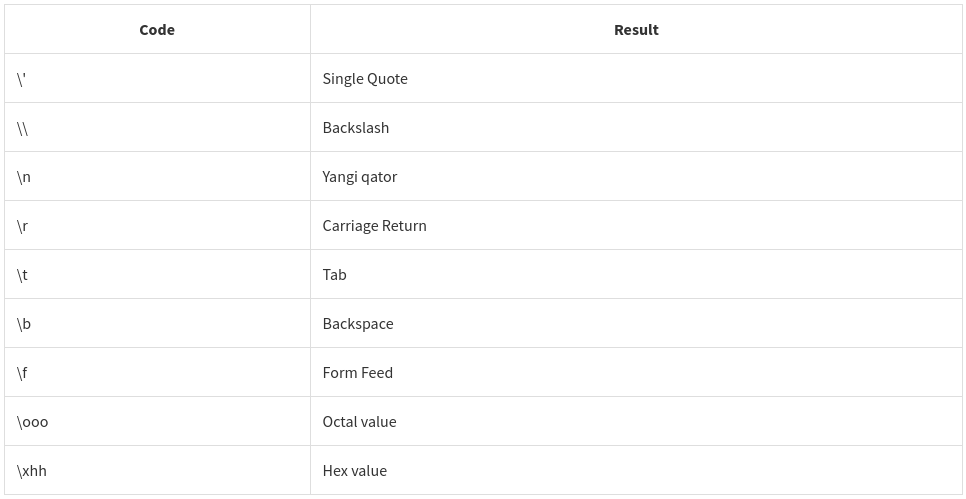 Code Result
\' Single Quote
\\ Backslash
\n Yangi qator
\r Carriage Return
\t Tab
\b Backspace
\f Form Feed
\ooo Octal value
\xhh Hex value